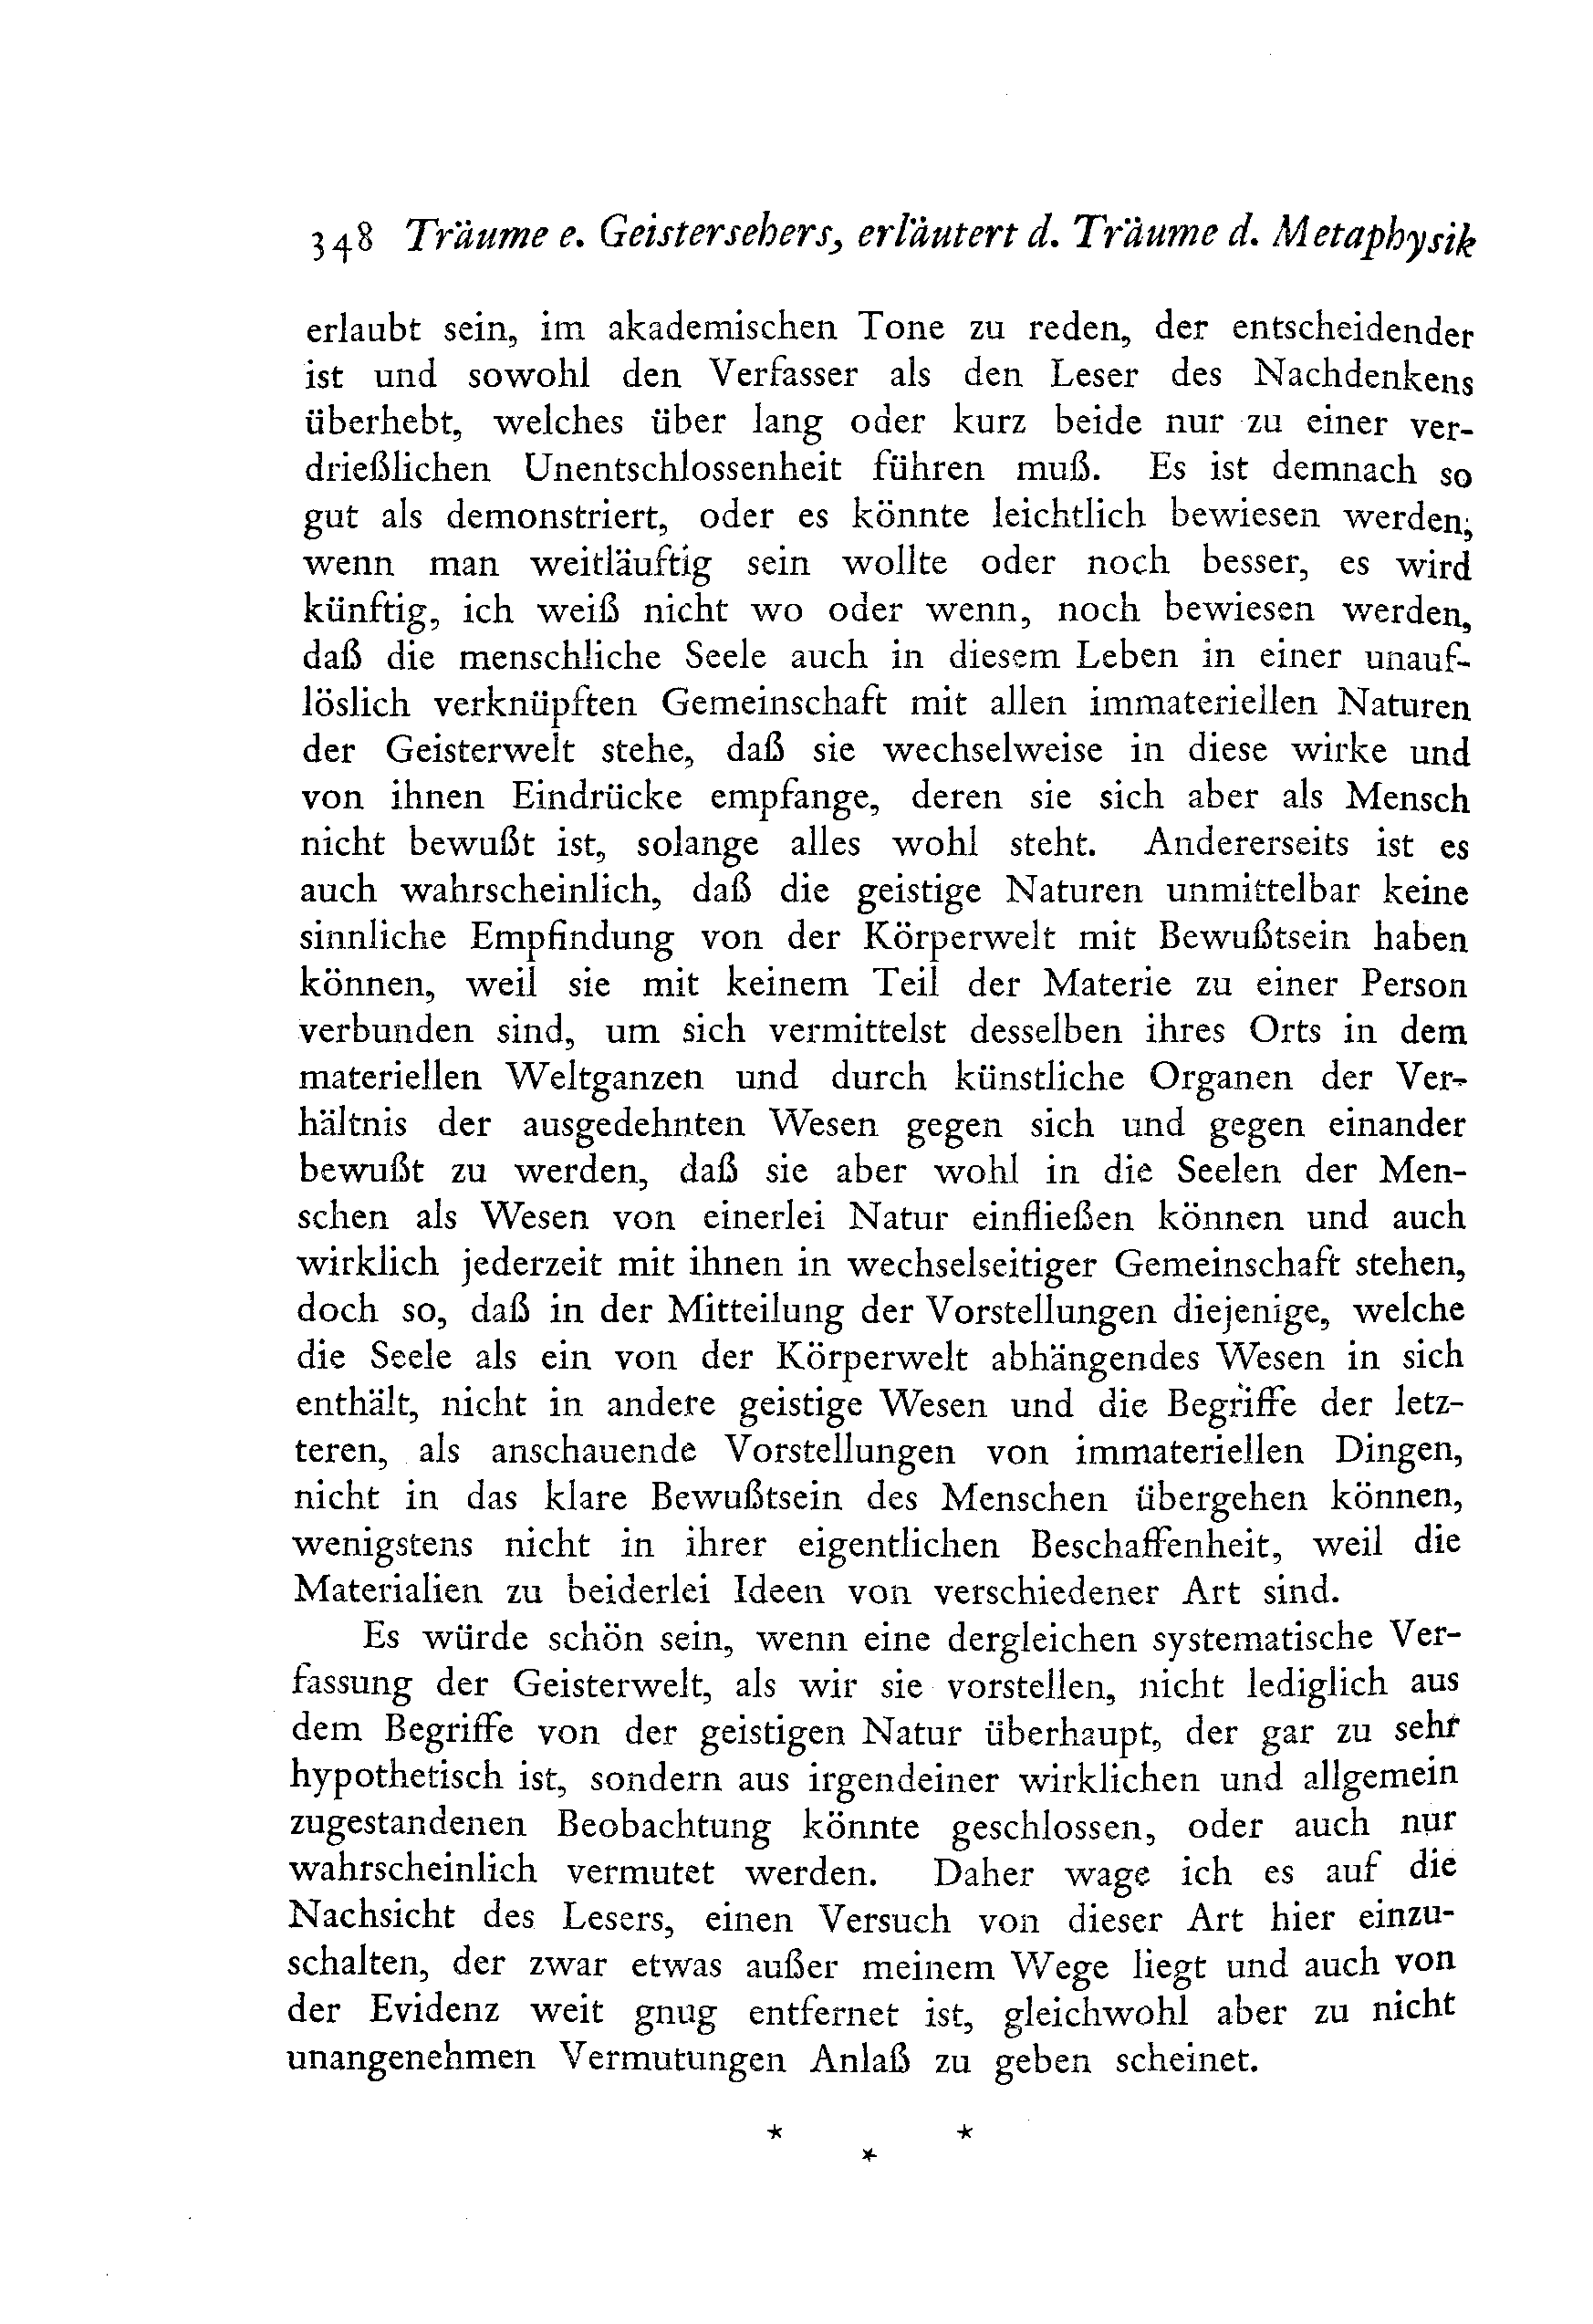 348 Träume e. Geistersehers, erläutert d. Träume d. Metaphysik
erlaubt sein, im akademischen Tone zu reden, der entscheidender
ist und sowohl den Verfasser als den Leser des Nachdenkens
überhebt, welches über lang oder kurz beide nur zu einer ver-
drießlichen Unentschlossenheit führen muß. Es ist demnach so
gut als demonstriert, oder es könnte leichtlich bewiesen werden,
wenn man weitläuftig sein wollte oder noch besser, es wird
künftig, ich weiß nicht wo oder wenn, noch bewiesen werden,
daß die menschliche Seele auch in diesem Leben in einer unauf-
löslich verknüpften Gemeinschaft mit allen immateriellen Naturen
der Geisterwelt stehe, daß sie wechselweise in diese wirke und
von ihnen Eindrücke empfange, deren sie sich aber als Mensch
nicht bewußt ist, solange alles wohl steht. Andererseits ist es
auch wahrscheinlich, daß die geistige Naturen unmittelbar keine
sinnliche Empfindung von der Körperwelt mit Bewußtsein haben
können, weil sie mit keinem Teil der Materie zu einer Person
verbunden sind, um sich vermittelst desselben ihres Orts in dem
materiellen Weltganzen und durch künstliche Organen der Ver-
hältnis der ausgedehnten Wesen gegen sich und gegen einander
bewußt zu werden, daß sie aber wohl in die Seelen der Men-
schen als Wesen von einerlei Natur einfließen können und auch
wirklich jederzeit mit ihnen in wechselseitiger Gemeinschaft stehen,
doch so, daß in der Mitteilung der Vorstellungen diejenige, welche
die Seele als ein von der Körperwelt abhängendes Wesen in sich
enthält, nicht in andere geistige Wesen und die Begriffe der letz-
teren, als anschauende Vorstellungen von immateriellen Dingen,
nicht in das klare Bewußtsein des Menschen übergehen können,
wenigstens nicht in ihrer eigentlichen Beschaffenheit, weil die
Materialien zu beiderlei Ideen von verschiedener Art sind.
Es würde schön sein, wenn eine dergleichen systematische Ver-
fassung der Geisterwelt, als wir sie vorstellen, nicht lediglich aus
dem Begriffe von der geistigen Natur überhaupt, der gar zu sehr
hypothetisch ist, sondern aus irgendeiner wirklichen und allgemein
zugestandenen Beobachtung könnte geschlossen, oder auch nur
wahrscheinlich vermutet werden. Daher wage ich es auf die
Nachsicht des Lesers, einen Versuch von dieser Art hier einzu-
schalten, der zwar etwas außer meinem Wege liegt und auch von
der Evidenz weit gnug entfernet ist, gleichwohl aber zu nicht
unangenehmen Vermutungen Anlaß zu geben scheinet.
* * *